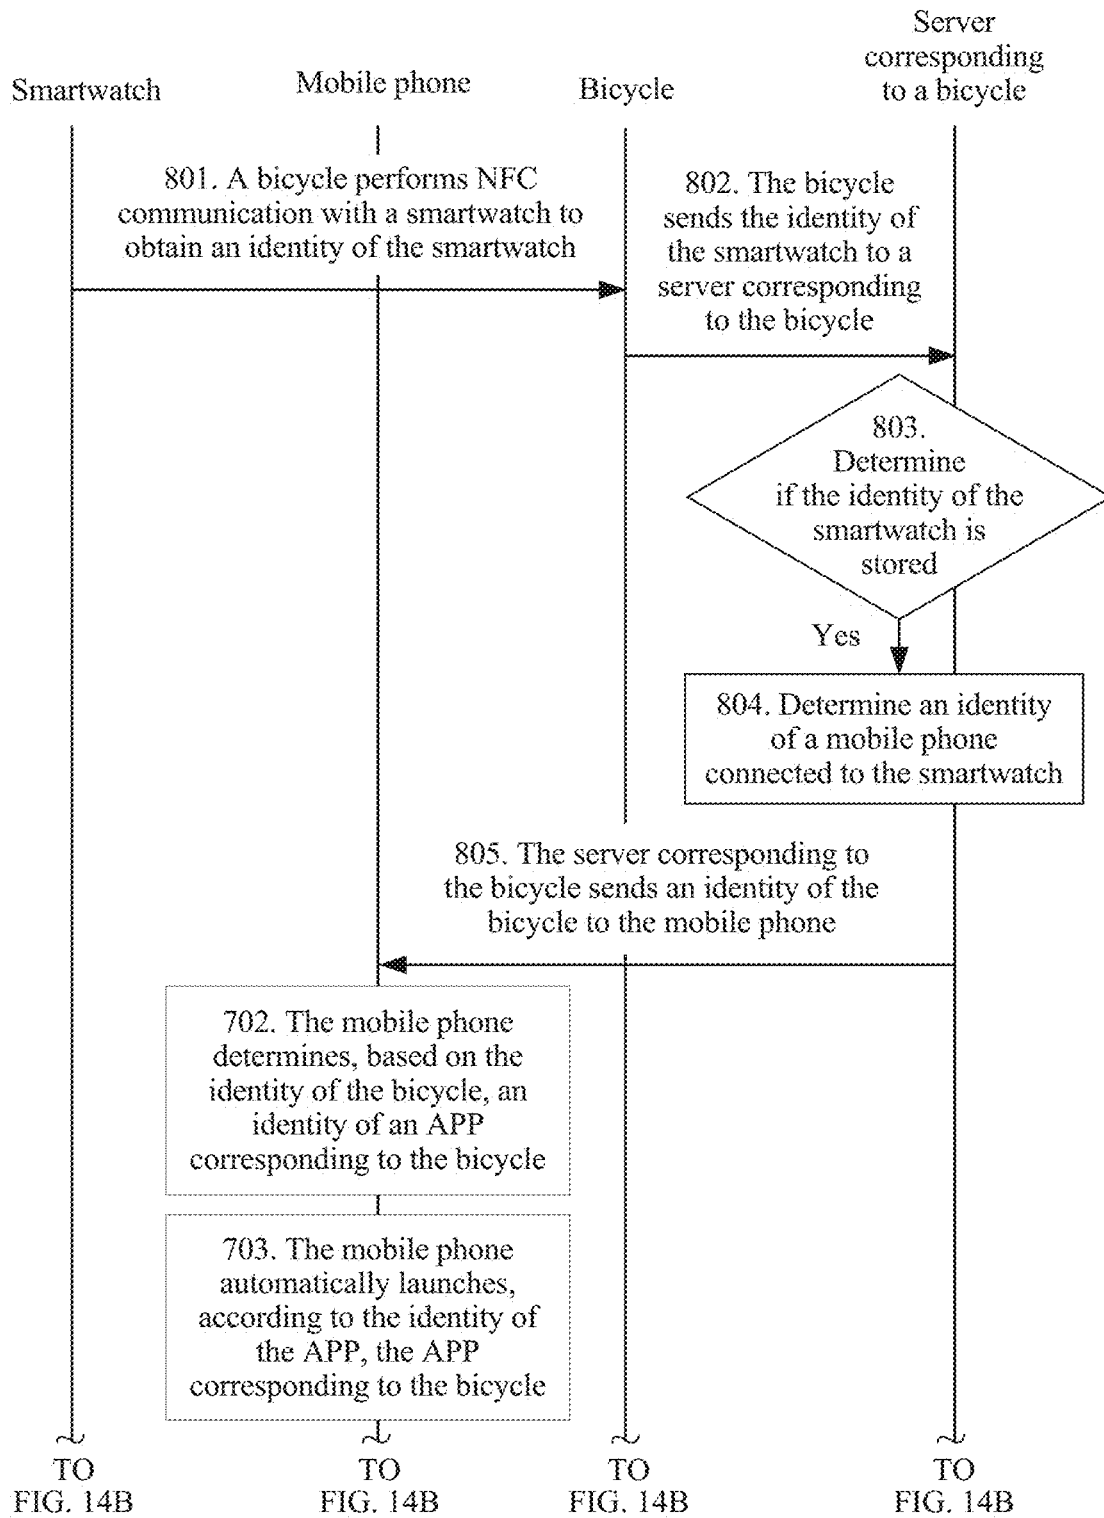 Smartwatch
Mobile phone
Bicycle
Server
corresponding
to a bicycle
801. A bicycle performs NFC
communication with a smartwatch to
obtain an identity of the smartwatch
802. The bicycle
sends the identity of
the smartwatch to a
server corresponding
to the bicycle
803.
Determine
if the identity of the
smartwatch is
stored
Yes
804. Determine an identity
of a mobile phone
connected to the smartwatch
805. The server corresponding to
the bicycle sends an identity of the
bicycle to the mobile phone
702. The mobile phone
determines, based on the
identity of the bicycle, an
identity of an APP
corresponding to the bicycle
703. The mobile phone
automatically launches,
according to the identity of
the APP, the APP
corresponding to the bicycle
TO
FIG. 14B
TO
FIG. 14B
TO
FIG. 14B
TO
FIG. 14B